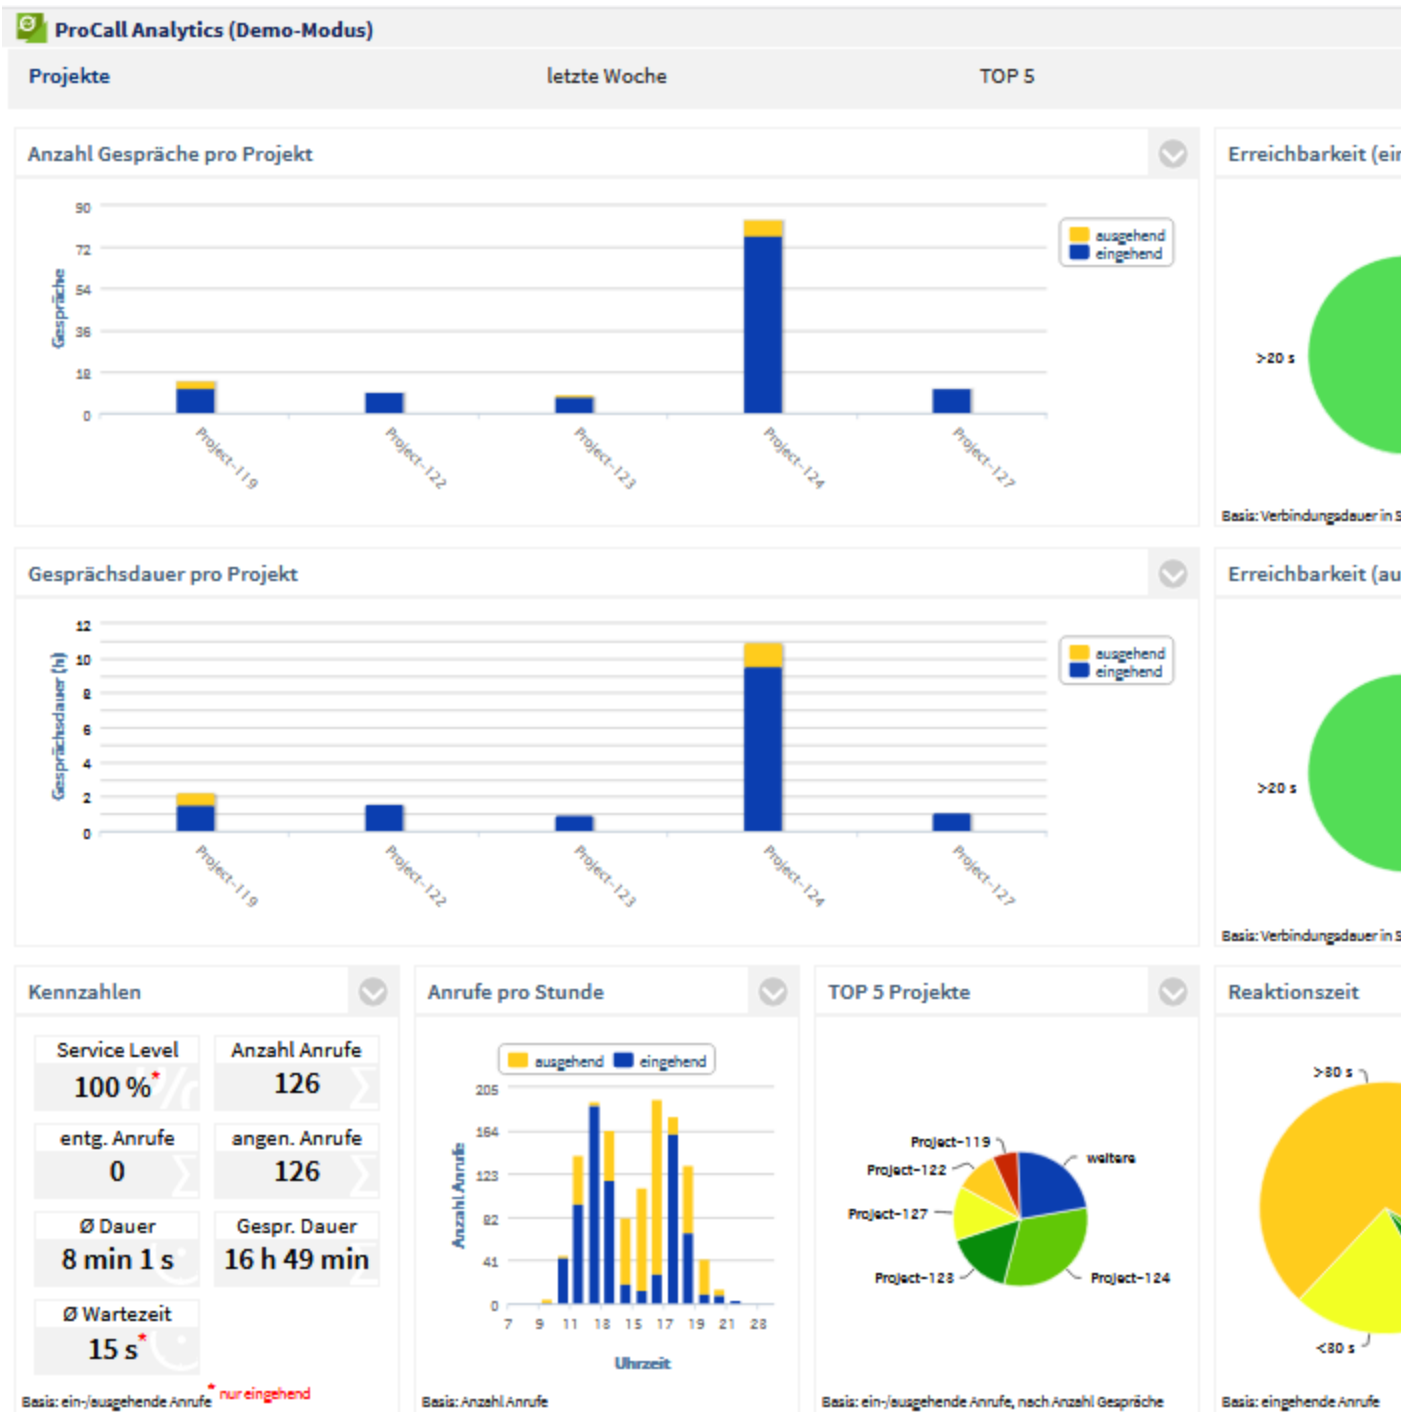 ProCall Analytics (Demo-Modus)
Projekte letzte Woche TOP 5
Anzahl Gespräche pro Projekt
90
72
54
36
18
0
Gespräche
ausgehend
eingehend
Project-119
Project-122
Project-123
Project-124
Project-127
Erreichbarkeit (ein
>20 s
Basis: Verbindungsdauer in S
Gesprächsdauer pro Projekt
12
10
8
6
4
2
0
Gesprächsdauer (h)
ausgehend
eingehend
Project-119
Project-122
Project-123
Project-124
Project-127
Erreichbarkeit (au
>20 s
Basis: Verbindungsdauer in S
Kennzahlen
Service Level
100 %*
Anzahl Anrufe
126
entg. Anrufe
0
angen. Anrufe
126
Ø Dauer
8 min 1 s
Gespr. Dauer
16 h 49 min
Ø Wartezeit
15 s*
Basis: ein-/ausgehende Anrufe * nur eingehend
Anrufe pro Stunde
ausgehend eingehend
205
164
123
82
41
0
Anzahl Anrufe
7 9 11 13 15 17 19 21 23
Uhrzeit
Basis: Anzahl Anrufe
TOP 5 Projekte
Project-119
weitere
Project-122
Project-127
Project-123
Project-124
Basis: ein-/ausgehende Anrufe, nach Anzahl Gespräche
Reaktionszeit
>30 s
<30 s
Basis: eingehende Anrufe